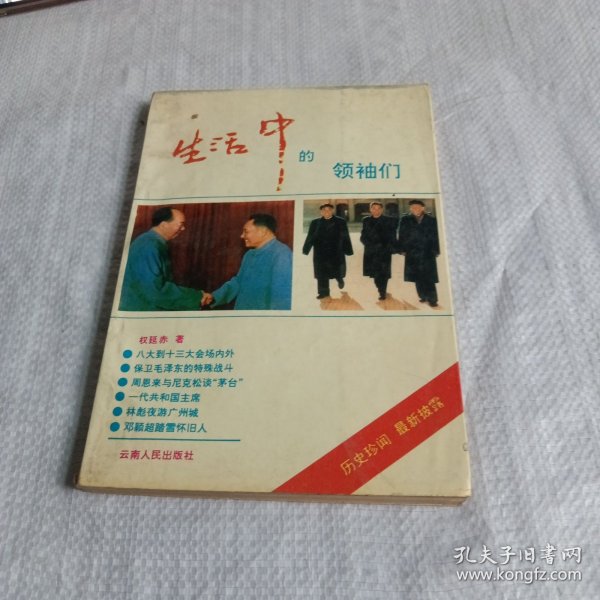 生活中的
领袖们
权延赤 著
●八大到十三大会场内外
●保卫毛泽东的特殊战斗
●周恩来与尼克松谈“茅台”
●一代共和国主席
●林彪夜游广州城
●邓颖超踏雪怀旧人
云南人民出版社
历史珍闻 最新披露
孔夫子旧书网
www.kongfz.com